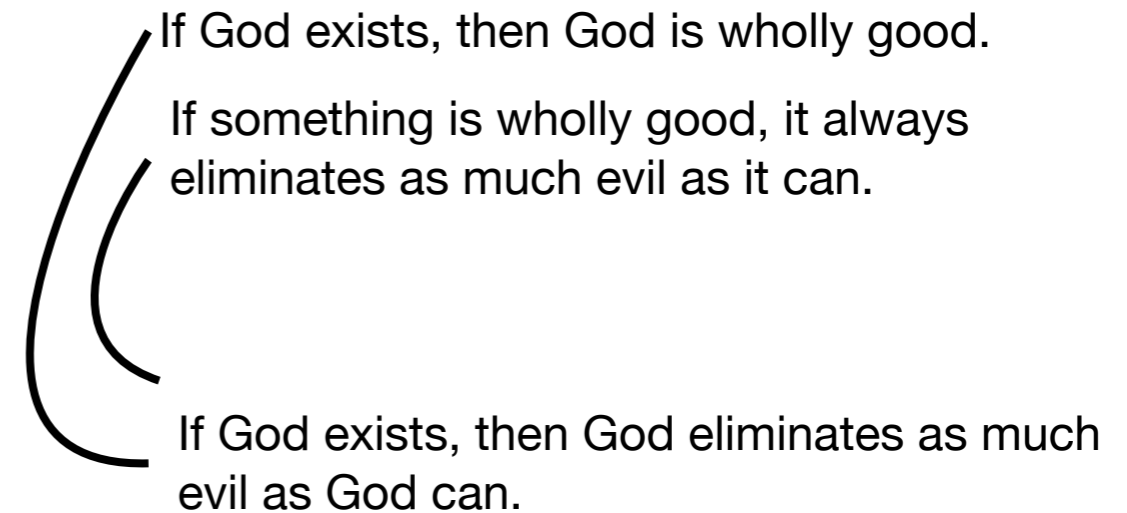 If God exists, then God is wholly good.
If something is wholly good, it always
eliminates as much evil as it can.
If God exists, then God eliminates as much
evil as God can.